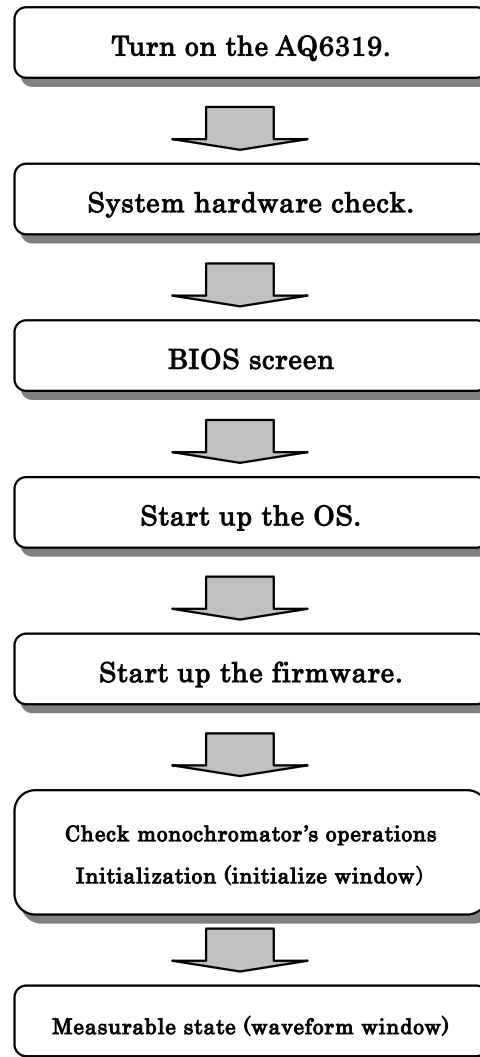 Turn on the AQ6319.
System hardware check.
BIOS screen
Start up the OS.
Start up the firmware.
Check monochromator’s operations
Initialization (initialize window)
Measurable state (waveform window)